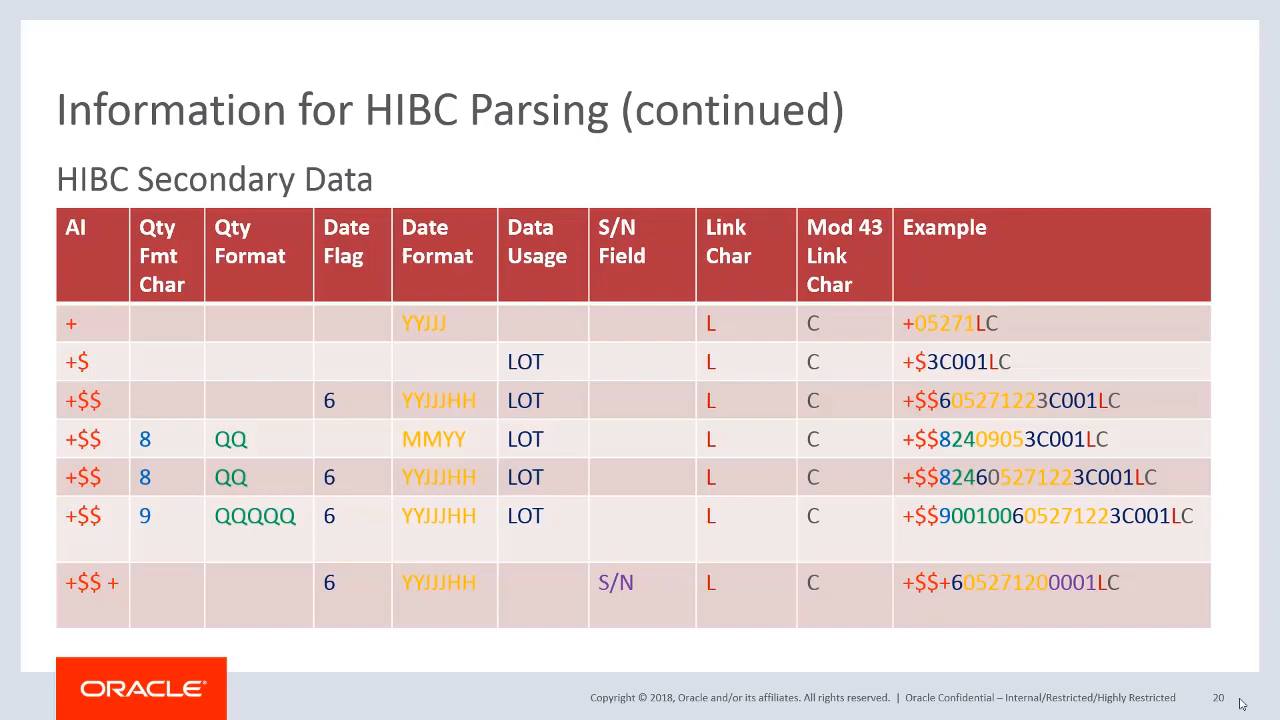 Information for HIBC Parsing (continued)
HIBC Secondary Data
AI Qty Fmt Char Qty Format Date Flag Date Format Data Usage S/N Field Link Char Mod 43 Link Char Example
+ YYJJJ L C +05271LC
+$ LOT L C +$3C001LC
+$$ 6 YYJJJHH LOT L C +$$605271223C001LC
+$$ 8 QQ MMYY LOT L C +$$82409053C001LC
+$$ 8 QQ 6 YYJJJHH LOT L C +$$824605271223C001LC
+$$ 9 QQQQQ 6 YYJJJHH LOT L C +$$900100605271223C001LC
+$$ + 6 YYJJJHH S/N L C +$$+605271200001LC
ORACLE®
Copyright © 2018, Oracle and/or its affiliates. All rights reserved. | Oracle Confidential – Internal/Restricted/Highly Restricted 20